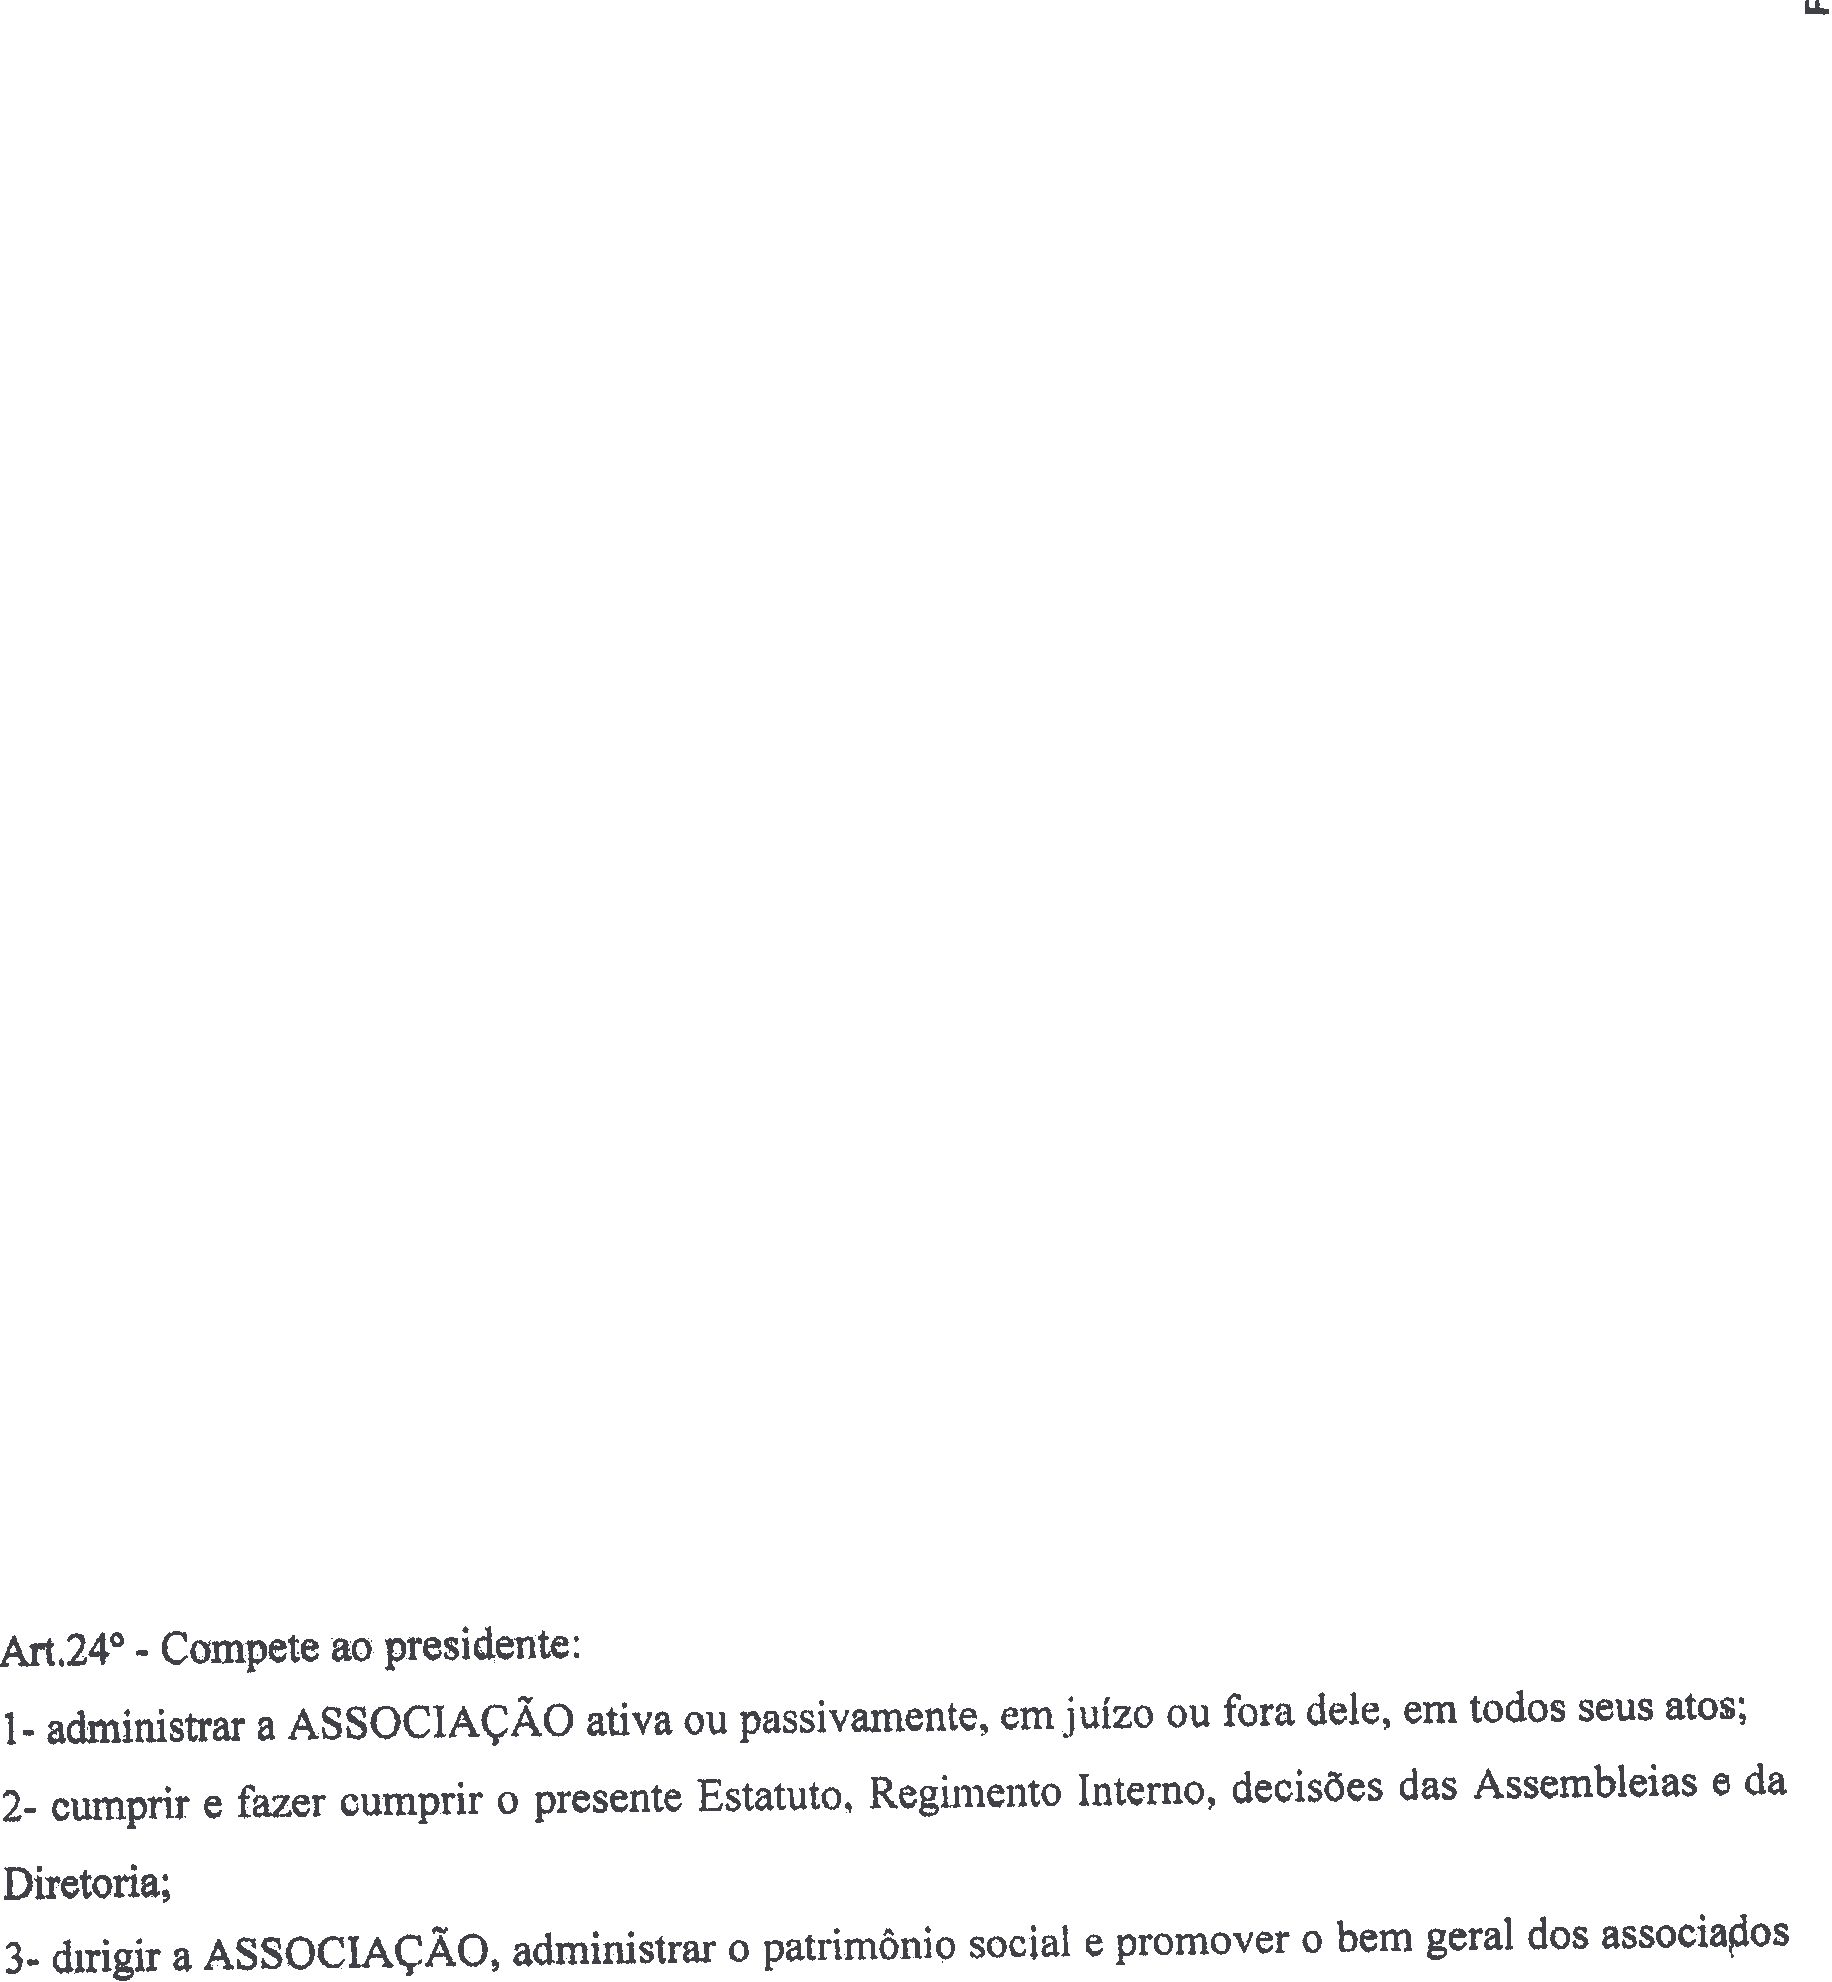 Art.24º - Compete ao presidente:
1- administrar a ASSOCIAÇÃO ativa ou passivamente, em juízo ou fora dele, em todos seus atos;
2- cumprir e fazer cumprir o presente Estatuto, Regimento Interno, decisões das Assembleias e da
Diretoria;
3- dirigir a ASSOCIAÇÃO, administrar o patrimônio social e promover o bem geral dos associados